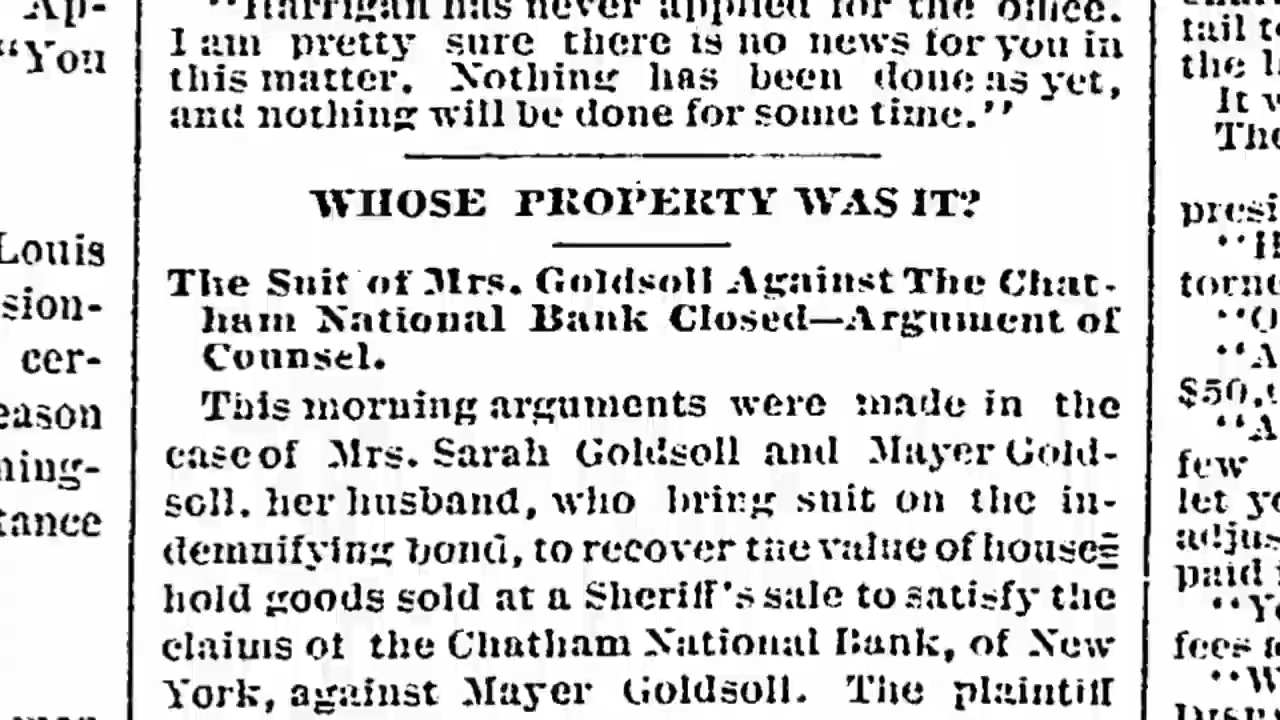 Ap-
"You
Louis
sion-
cer-
eason
ning-
tance
"Harrigan has never applied for the office.
I am pretty sure there is no news for you in
this matter. Nothing has been done as yet,
and nothing will be done for some time."
WHOSE PROPERTY WAS IT?
The Suit of Mrs. Goldsoll Against The Chat-
ham National Bank Closed—Argument of
Counsel.
This morning arguments were made in the
case of Mrs. Sarah Goldsoll and Mayer Gold-
soll, her husband, who bring suit on the in-
demnifying bond, to recover the value of house-
hold goods sold at a Sheriff's sale to satisfy the
claims of the Chatham National Bank, of New
York, against Mayer Goldsoll. The plaintiff
tail t
the l
It w
The
presi
torne
$50,
few
let yo
adjus
paid
"Yo
fees
"W